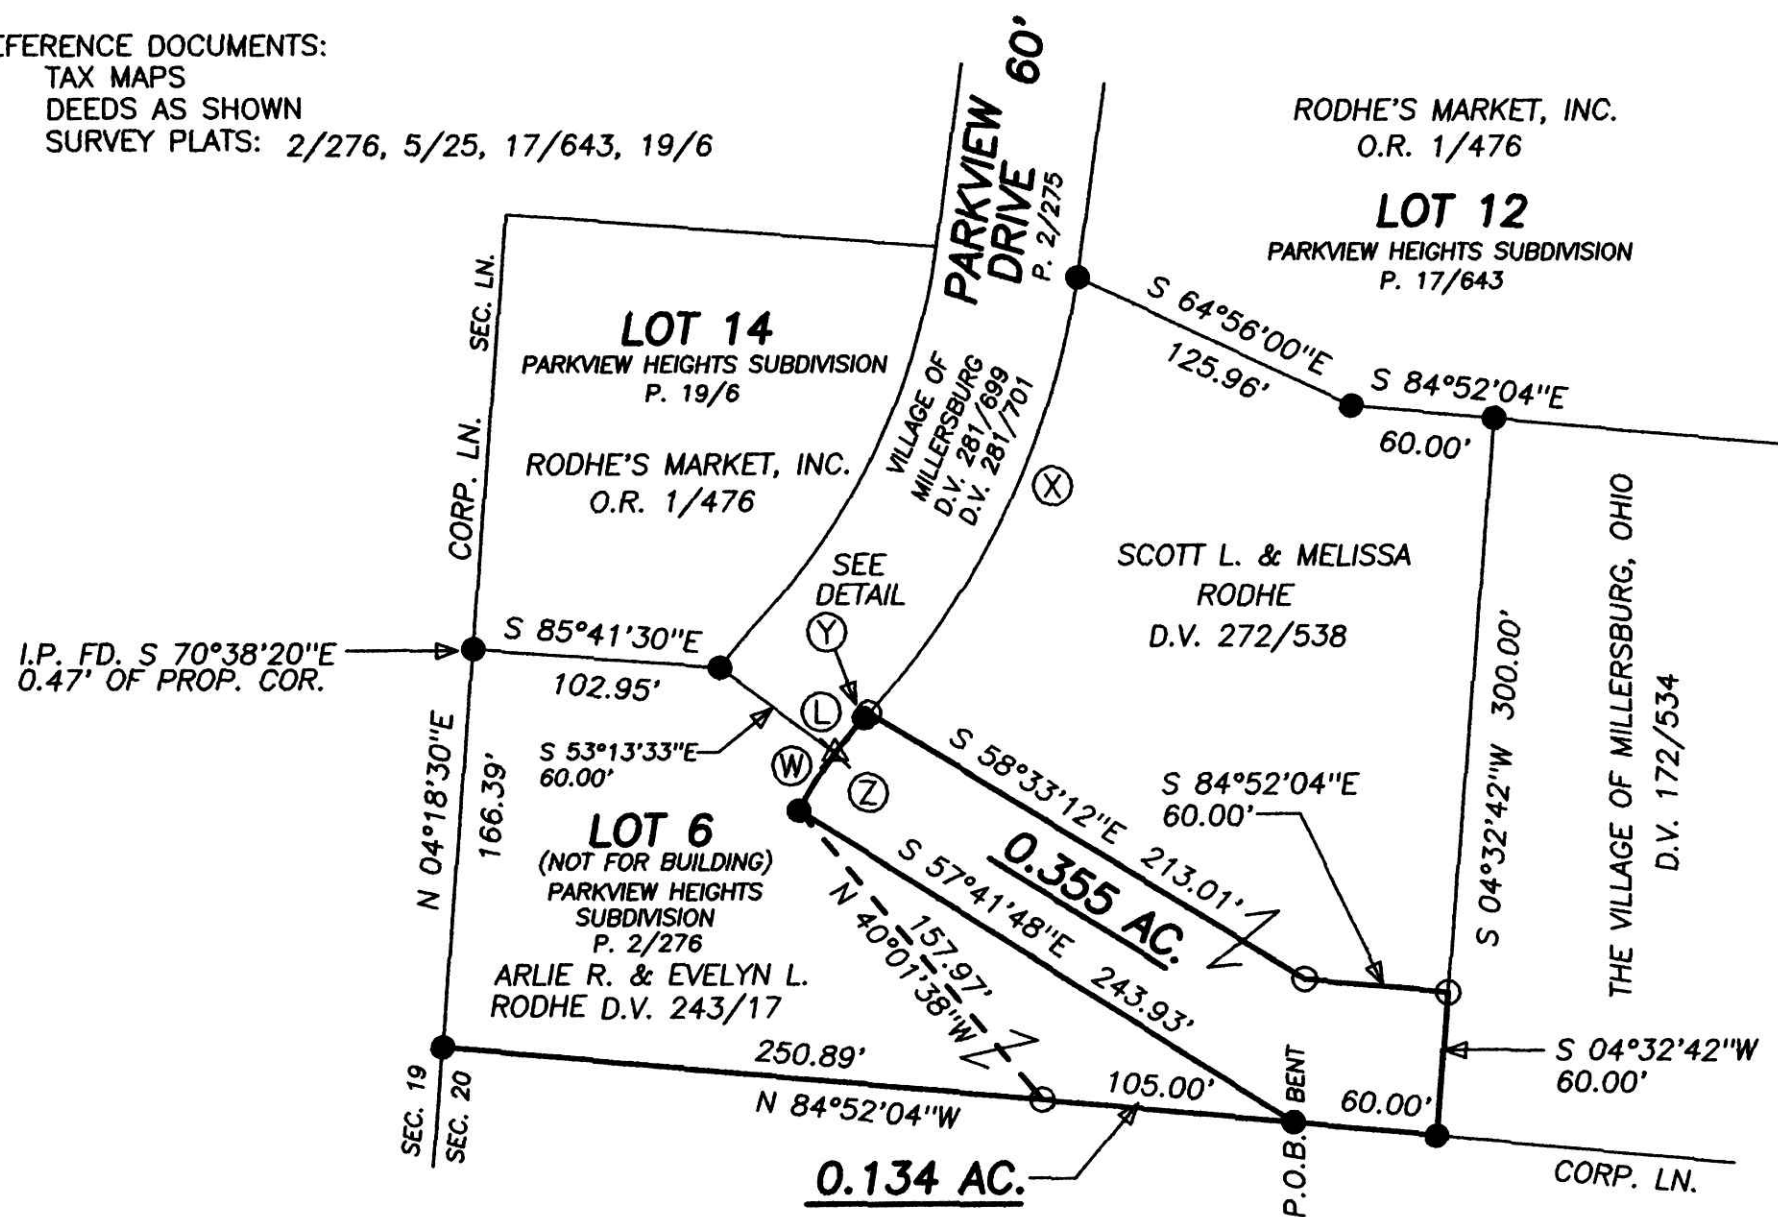 EFERENCE DOCUMENTS:
TAX MAPS
DEEDS AS SHOWN
SURVEY PLATS: 2/276, 5/25, 17/643, 19/6
PARKVIEW 60'
DRIVE
P. 2/275
RODHE'S MARKET, INC.
O.R. 1/476
LOT 12
PARKVIEW HEIGHTS SUBDIVISION
P. 17/643
SEC. LN.
CORP. LN.
LOT 14
PARKVIEW HEIGHTS SUBDIVISION
P. 19/6
RODHE'S MARKET, INC.
O.R. 1/476
VILLAGE OF
MILLERSBURG
D.V. 281/699
D.V. 281/701
X
S 64°56'00"E
125.96'
S 84°52'04"E
60.00'
SCOTT L. & MELISSA
RODHE
D.V. 272/538
S 04°32'42"W 300.00'
THE VILLAGE OF MILLERSBURG, OHIO
D.V. 172/534
SEE
DETAIL
Y
I.P. FD. S 70°38'20"E
0.47' OF PROP. COR.
S 85°41'30"E
102.95'
L
W
Z
S 53°13'33"E
60.00'
N 04°18'30"E
166.39'
LOT 6
(NOT FOR BUILDING)
PARKVIEW HEIGHTS
SUBDIVISION
P. 2/276
ARLIE R. & EVELYN L.
RODHE D.V. 243/17
S 58°33'12"E 213.01'
0.355 AC.
S 57°41'48"E 243.93'
S 84°52'04"E
60.00'
157.97'
N 40°01'38"W
S 04°32'42"W
60.00'
250.89'
N 84°52'04"W
105.00'
60.00'
P.O.B. BENT
SEC. 19
SEC. 20
0.134 AC.
CORP. LN.